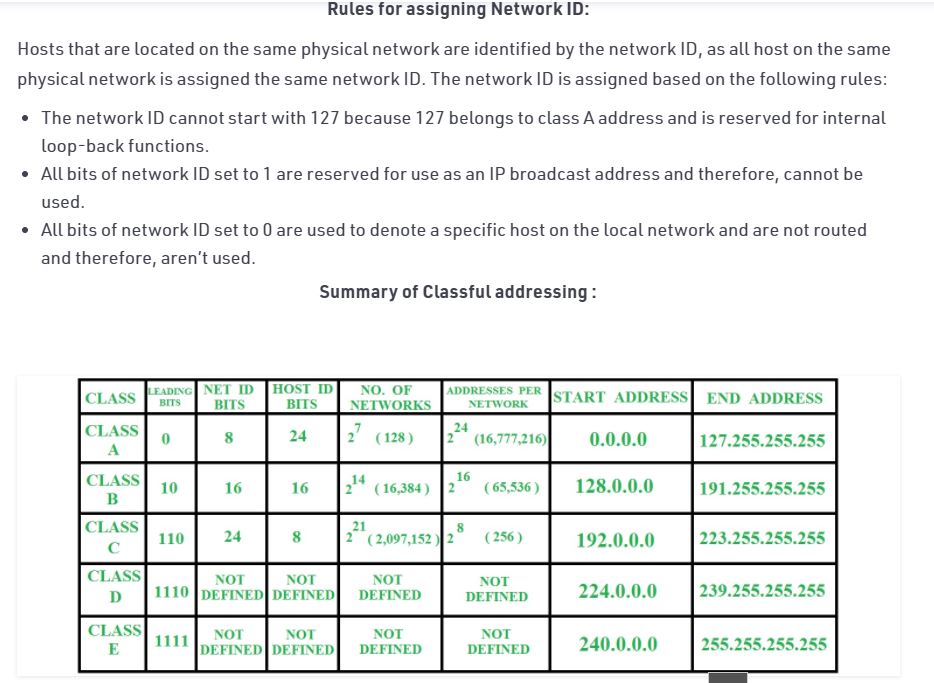 Rules for assigning Network ID:
Hosts that are located on the same physical network are identified by the network ID, as all host on the same
physical network is assigned the same network ID. The network ID is assigned based on the following rules:
• The network ID cannot start with 127 because 127 belongs to class A address and is reserved for internal
loop-back functions.
• All bits of network ID set to 1 are reserved for use as an IP broadcast address and therefore, cannot be
used.
• All bits of network ID set to 0 are used to denote a specific host on the local network and are not routed
and therefore, aren't used.
Summary of Classful addressing :
CLASS LEADING BITS NET ID BITS HOST ID BITS NO. OF NETWORKS ADDRESSES PER NETWORK START ADDRESS END ADDRESS
CLASS A 0 8 24 2^7 ( 128 ) 2^24 (16,777,216) 0.0.0.0 127.255.255.255
CLASS B 10 16 16 2^14 ( 16,384 ) 2^16 ( 65,536 ) 128.0.0.0 191.255.255.255
CLASS C 110 24 8 2^21 ( 2,097,152 ) 2^8 ( 256 ) 192.0.0.0 223.255.255.255
CLASS D 1110 NOT DEFINED NOT DEFINED NOT DEFINED NOT DEFINED 224.0.0.0 239.255.255.255
CLASS E 1111 NOT DEFINED NOT DEFINED NOT DEFINED NOT DEFINED 240.0.0.0 255.255.255.255